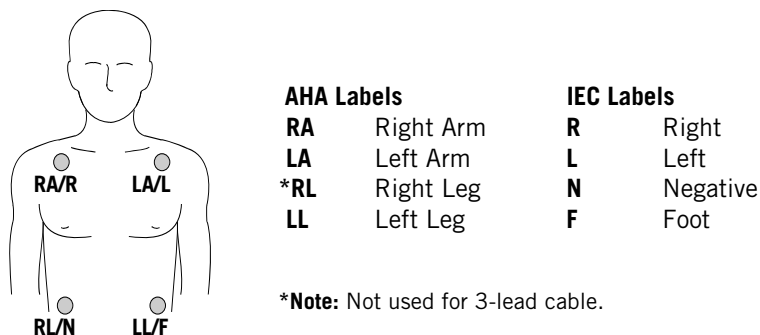 RA/R LA/L
RL/N LL/F
AHA Labels IEC Labels
RA Right Arm R Right
LA Left Arm L Left
*RL Right Leg N Negative
LL Left Leg F Foot
*Note: Not used for 3-lead cable.